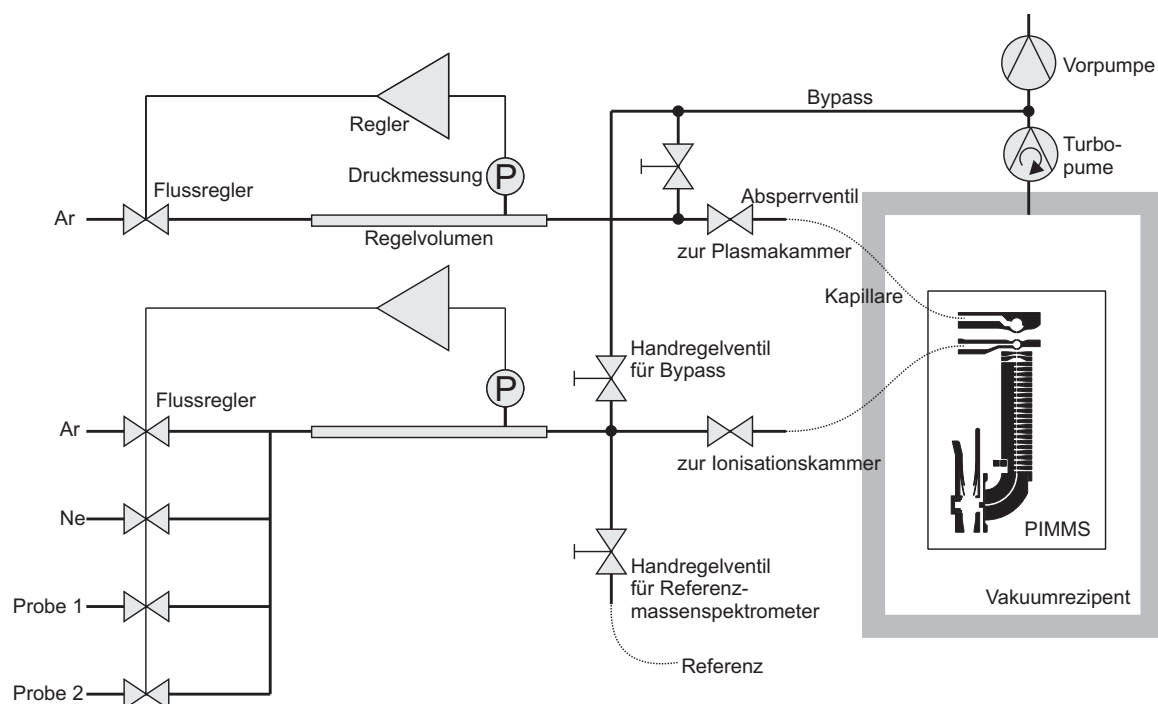 Vorpumpe
Bypass
Regler
Turbo-
pume
Druckmessung
P
Flussregler
Absperrventil
Ar
Regelvolumen
zur Plasmakammer
Kapillare
Handregelventil
für Bypass
P
Flussregler
Ar
zur Ionisationskammer
Ne
PIMMS
Handregelventil
für Referenz-
massenspektrometer
Probe 1
Vakuumrezipent
Referenz
Probe 2